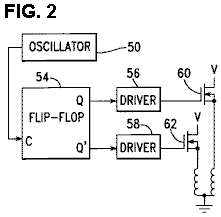 FIG. 2
OSCILLATOR
50
54
56
60
V
Q
DRIVER
FLIP-FLOP
58
62
V
C
Q'
DRIVER